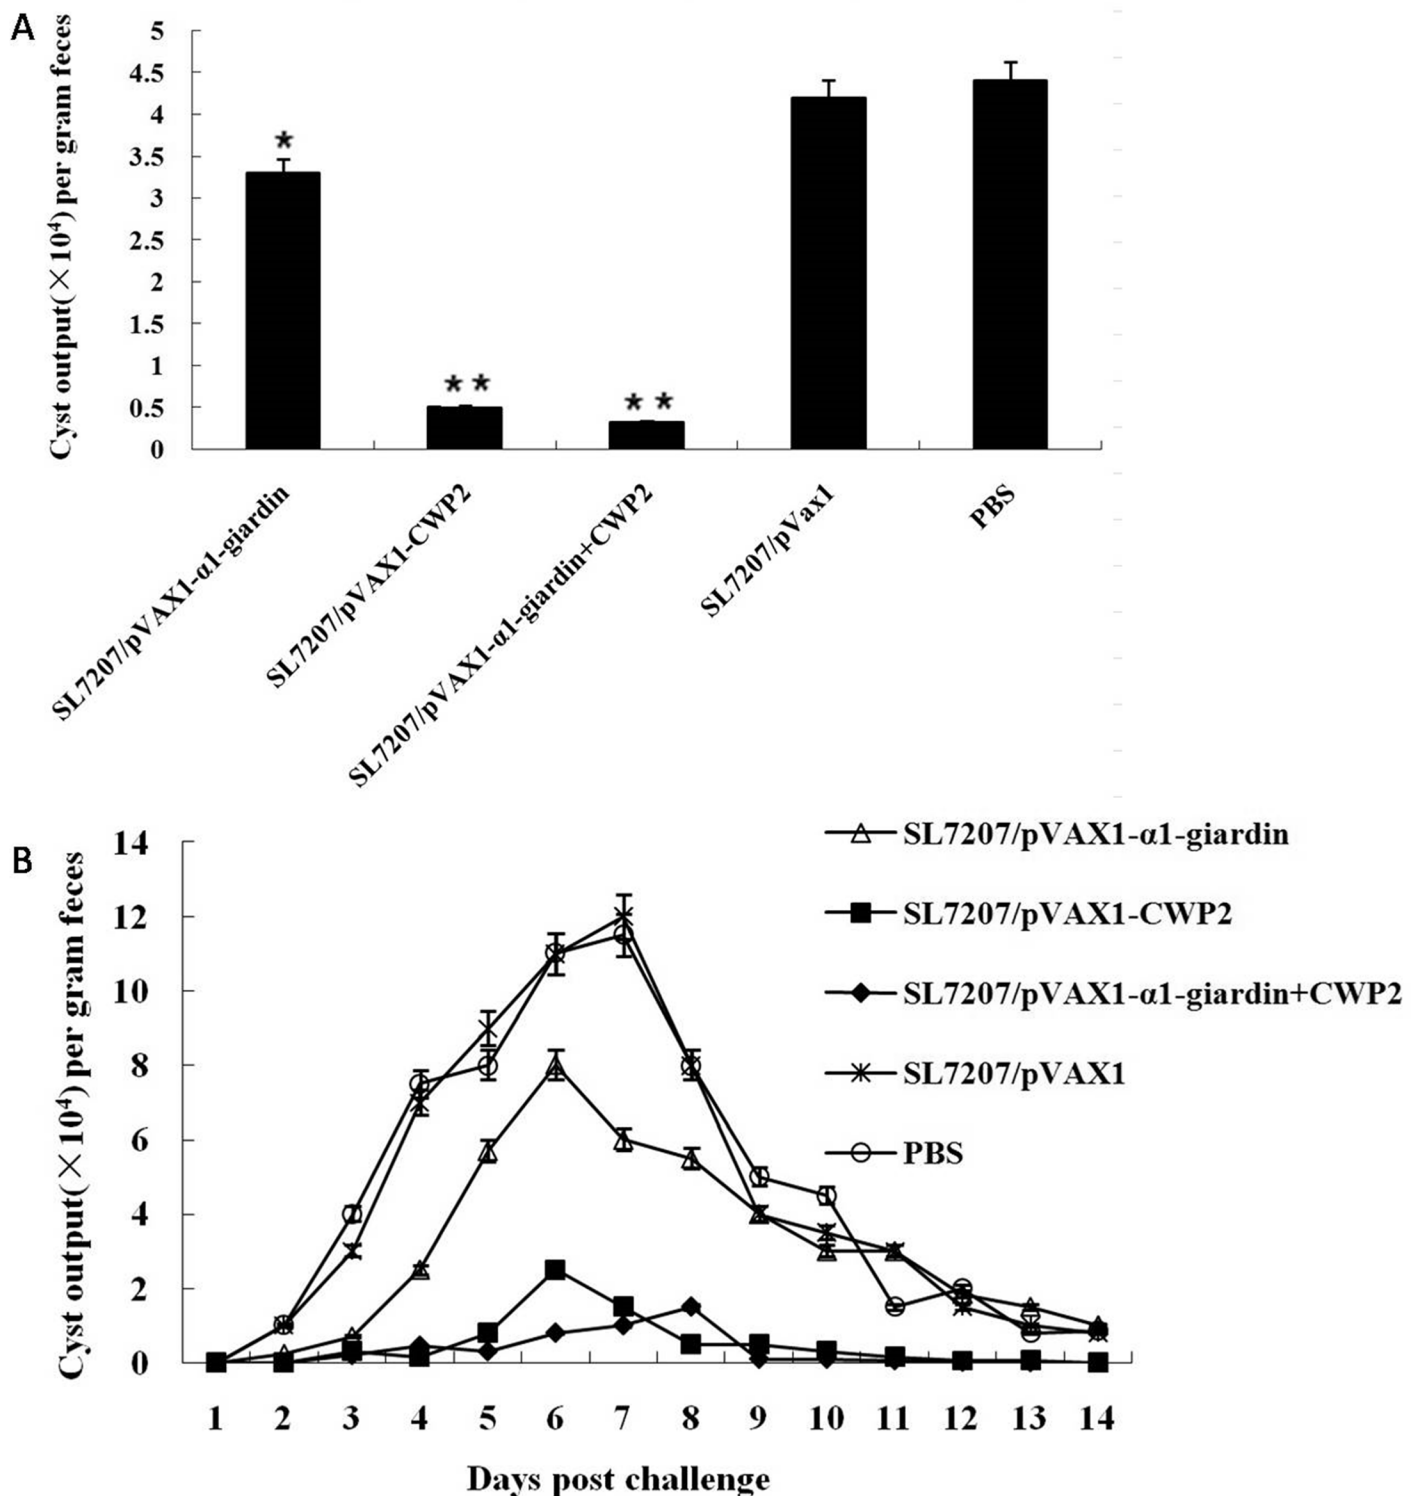 A
Cyst output(×10⁴) per gram feces
5
4.5
4
3.5
3
2.5
2
1.5
1
0.5
0
*
**
**
SL7207/pVAX1-α1-giardin
SL7207/pVAX1-CWP2
SL7207/pVAX1-α1-giardin+CWP2
SL7207/pVax1
PBS
B
Cyst output(×10⁴) per gram feces
14
12
10
8
6
4
2
0
1 2 3 4 5 6 7 8 9 10 11 12 13 14
Days post challenge
SL7207/pVAX1-α1-giardin
SL7207/pVAX1-CWP2
SL7207/pVAX1-α1-giardin+CWP2
SL7207/pVAX1
PBS